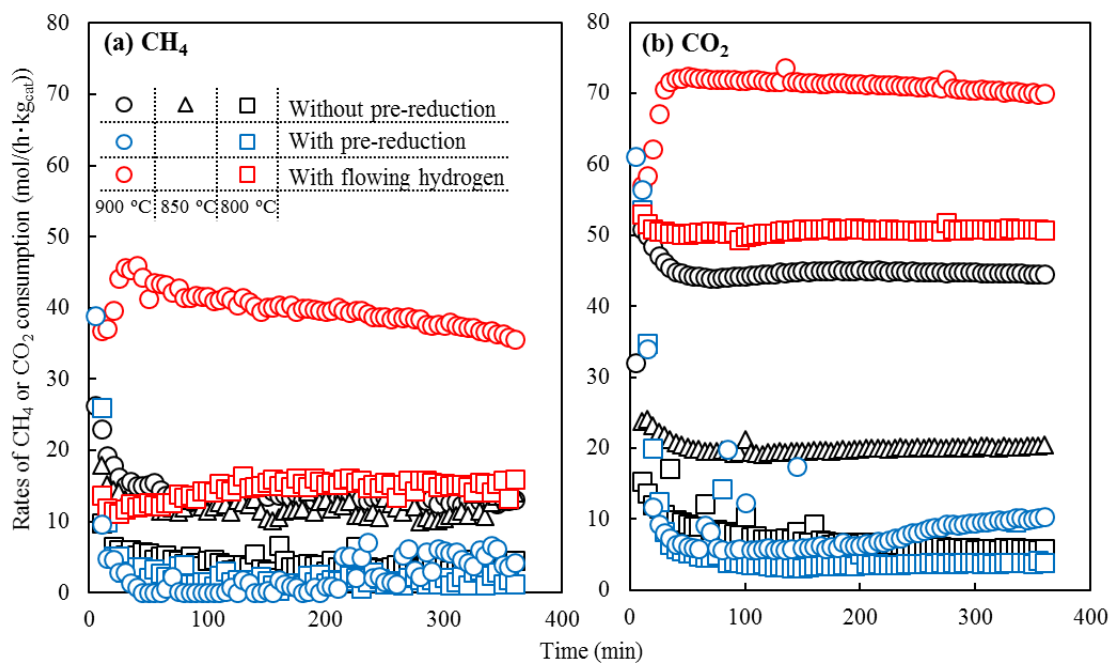 (a) CH₄
(b) CO₂
Without pre-reduction
With pre-reduction
With flowing hydrogen
900 °C 850 °C 800 °C
Rates of CH₄ or CO₂ consumption (mol/(h·kgcat))
80
70
60
50
40
30
20
10
0
0 100 200 300 400
80
70
60
50
40
30
20
10
0
0 100 200 300 400
Time (min)